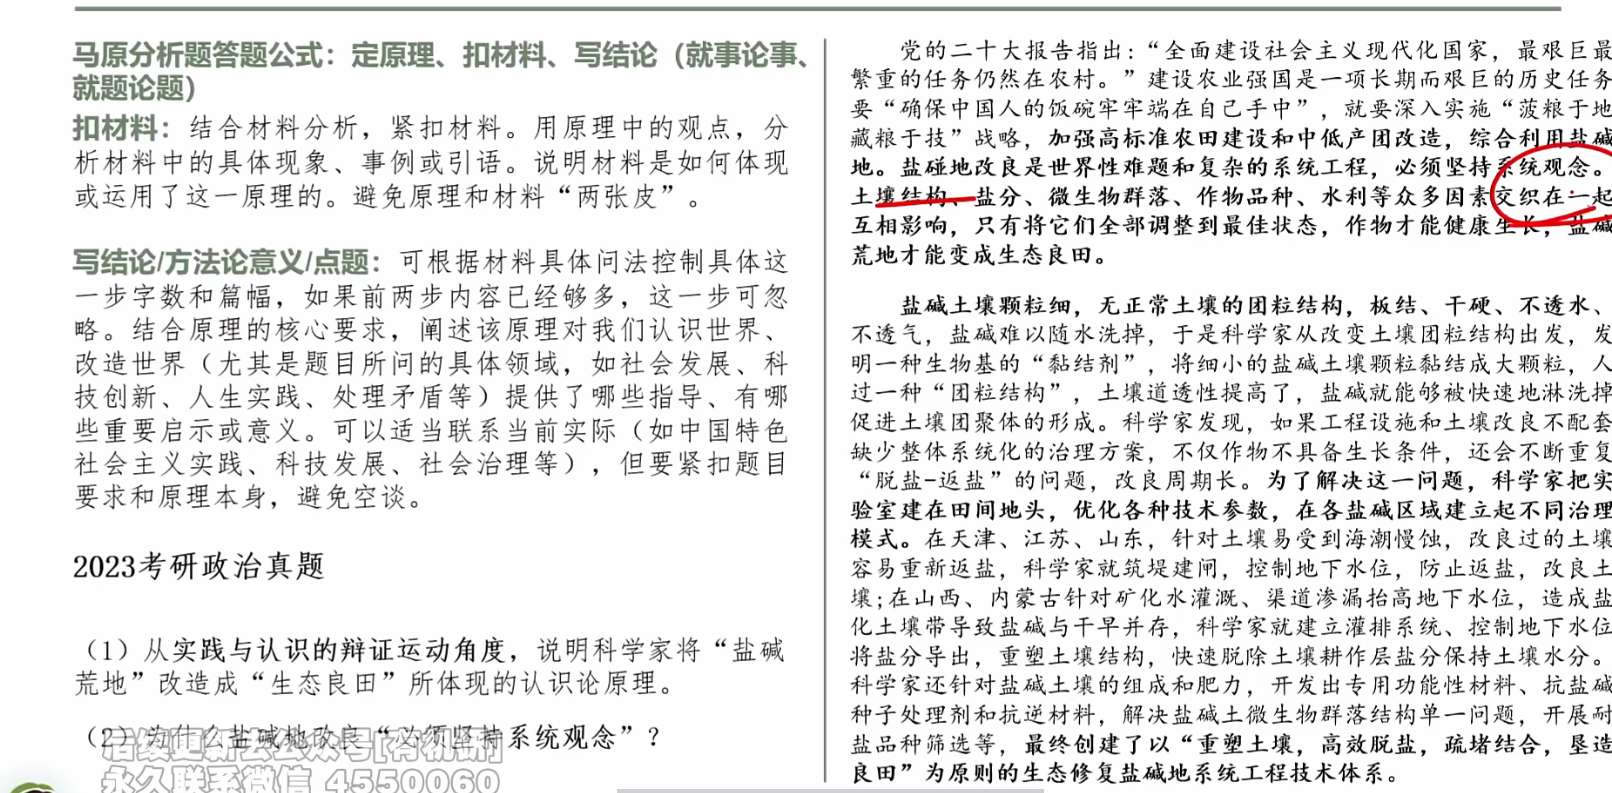 马原分析题答题公式：定原理、扣材料、写结论（就事论事、
就题论题）
扣材料：结合材料分析，紧扣材料。用原理中的观点，分
析材料中的具体现象、事例或引语。说明材料是如何体现
或运用了这一原理的。避免原理和材料“两张皮”。
写结论/方法论意义/点题：可根据材料具体问法控制具体这
一步字数和篇幅，如果前两步内容已经够多，这一步可忽
略。结合原理的核心要求，阐述该原理对我们认识世界、
改造世界（尤其是题目所问的具体领域，如社会发展、科
技创新、人生实践、处理矛盾等）提供了哪些指导、有哪
些重要启示或意义。可以适当联系当前实际（如中国特色
社会主义实践、科技发展、社会治理等），但要紧扣题目
要求和原理本身，避免空谈。
2023考研政治真题
（1）从实践与认识的辩证运动角度，说明科学家将“盐碱
荒地”改造成“生态良田”所体现的认识论原理。
（2）为什么盐碱地改良“必须坚持系统观念”？
永久联系微信 4550060
党的二十大报告指出：“全面建设社会主义现代化国家，最艰巨最
繁重的任务仍然在农村。”建设农业强国是一项长期而艰巨的历史任务
要“确保中国人的饭碗牢牢端在自己手中”，就要深入实施“菠粮于地
藏粮于技”战略，加强高标准农田建设和中低产团改造，综合利用盐碱
地。盐碰地改良是世界性难题和复杂的系统工程，必须坚持系统观念。
土壤结构、盐分、微生物群落、作物品种、水利等众多因素交织在一起
互相影响，只有将它们全部调整到最佳状态，作物才能健康生长，盐碱
荒地才能变成生态良田。
盐碱土壤颗粒细，无正常土壤的团粒结构，板结、干硬、不透水、
不透气，盐碱难以随水洗掉，于是科学家从改变土壤团粒结构出发，发
明一种生物基的“黏结剂”，将细小的盐碱土壤颗粒黏结成大颗粒，人
过一种“团粒结构”，土壤道透性提高了，盐碱就能够被快速地淋洗掉
促进土壤团聚体的形成。科学家发现，如果工程设施和土壤改良不配套
缺少整体系统化的治理方案，不仅作物不具备生长条件，还会不断重复
“脱盐-返盐”的问题，改良周期长。为了解决这一问题，科学家把实
验室建在田间地头，优化各种技术参数，在各盐碱区域建立起不同治理
模式。在天津、江苏、山东，针对土壤易受到海潮慢蚀，改良过的土壤
容易重新返盐，科学家就筑堤建闸，控制地下水位，防止返盐，改良土
壤;在山西、内蒙古针对矿化水灌溉、渠道渗漏抬高地下水位，造成盐
化土壤带导致盐碱与干早并存，科学家就建立灌排系统、控制地下水位
将盐分导出，重塑土壤结构，快速脱除土壤耕作层盐分保持土壤水分。
科学家还针对盐碱土壤的组成和肥力，开发出专用功能性材料、抗盐碱
种子处理剂和抗逆材料，解决盐碱土微生物群落结构单一问题，开展耐
盐品种筛选等，最终创建了以“重塑土壤，高效脱盐，疏堵结合，垦造
良田”为原则的生态修复盐碱地系统工程技术体系。